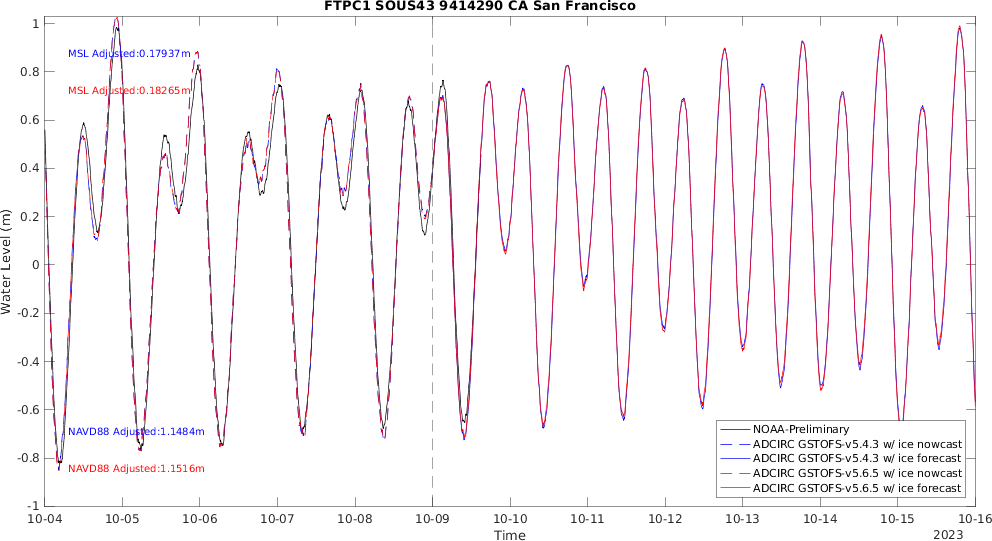 FTPC1 SOUS43 9414290 CA San Francisco
MSL Adjusted:0.17937m
MSL Adjusted:0.18265m
NAVD88 Adjusted:1.1484m
NAVD88 Adjusted:1.1516m
Water Level (m)
1
0.8
0.6
0.4
0.2
0
-0.2
-0.4
-0.6
-0.8
-1
NOAA-Preliminary
ADCIRC GSTOFS-v5.4.3 w/ ice nowcast
ADCIRC GSTOFS-v5.4.3 w/ ice forecast
ADCIRC GSTOFS-v5.6.5 w/ ice nowcast
ADCIRC GSTOFS-v5.6.5 w/ ice forecast
10-04 10-05 10-06 10-07 10-08 10-09 10-10 10-11 10-12 10-13 10-14 10-15 10-16
Time
2023